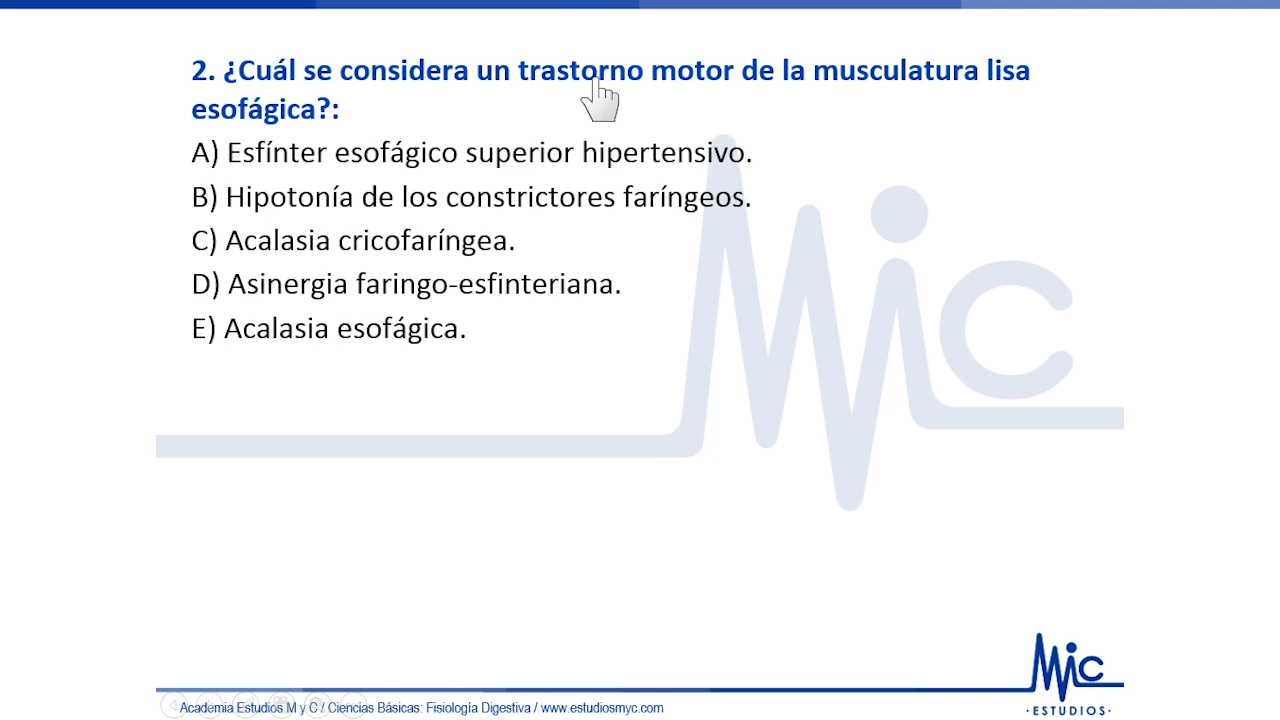 2. ¿Cuál se considera un trastorno motor de la musculatura lisa
esofágica?:
A) Esfínter esofágico superior hipertensivo.
B) Hipotonía de los constrictores faríngeos.
C) Acalasia cricofaríngea.
D) Asinergia faringo-esfinteriana.
E) Acalasia esofágica.
MiC
MiC
·ESTUDIOS·
Academia Estudios M y C / Ciencias Básicas: Fisiología Digestiva / www.estudiosmyc.com